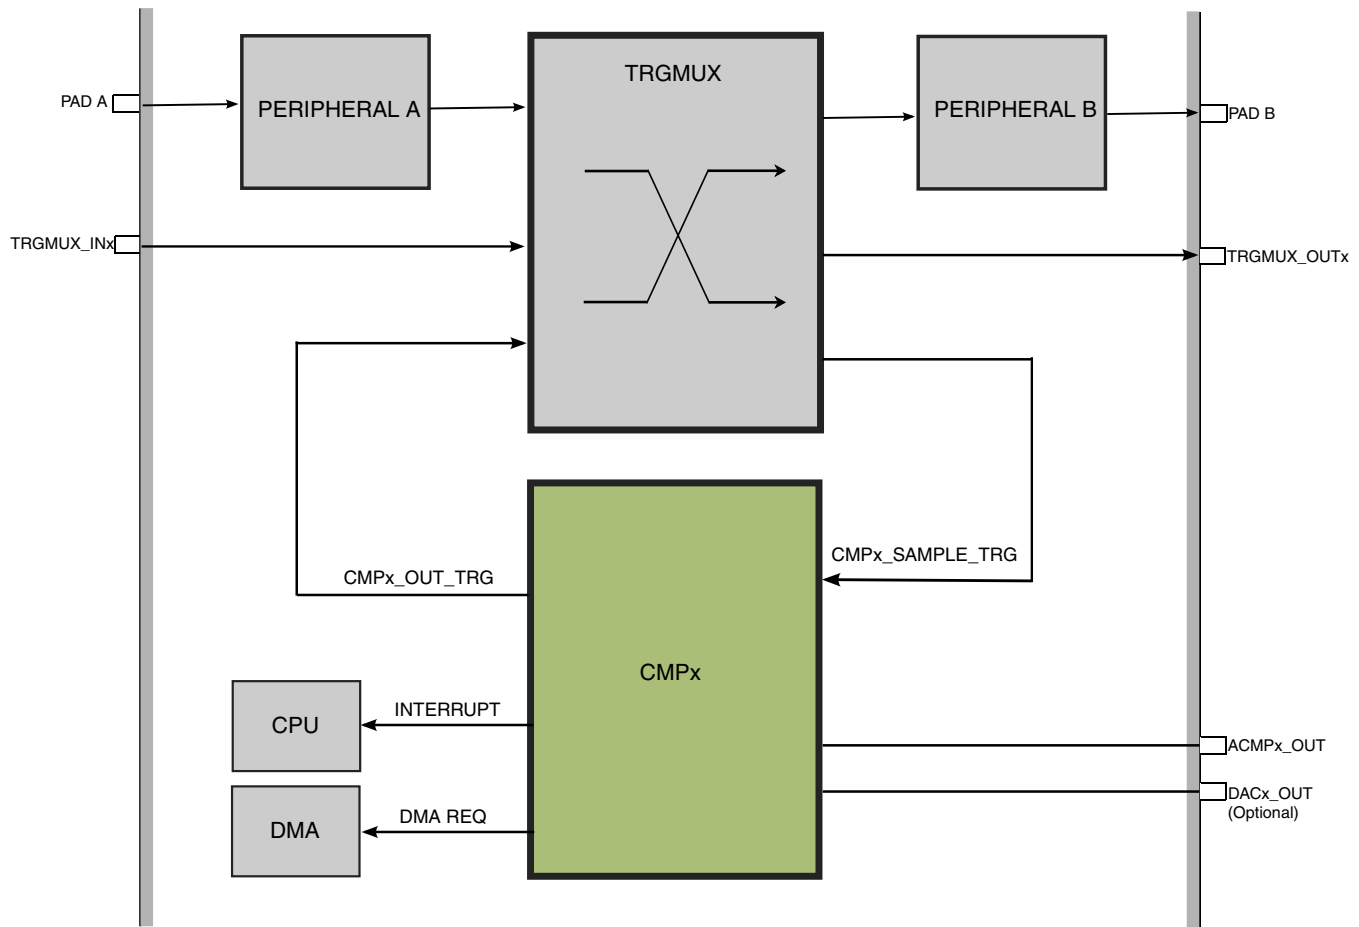 TRGMUX
PAD A
PERIPHERAL A
PERIPHERAL B
PAD B
TRGMUX_INx
TRGMUX_OUTx
CMPx_OUT_TRG
CMPx_SAMPLE_TRG
CMPx
INTERRUPT
CPU
ACMPx_OUT
DMA REQ
DMA
DACx_OUT
(Optional)